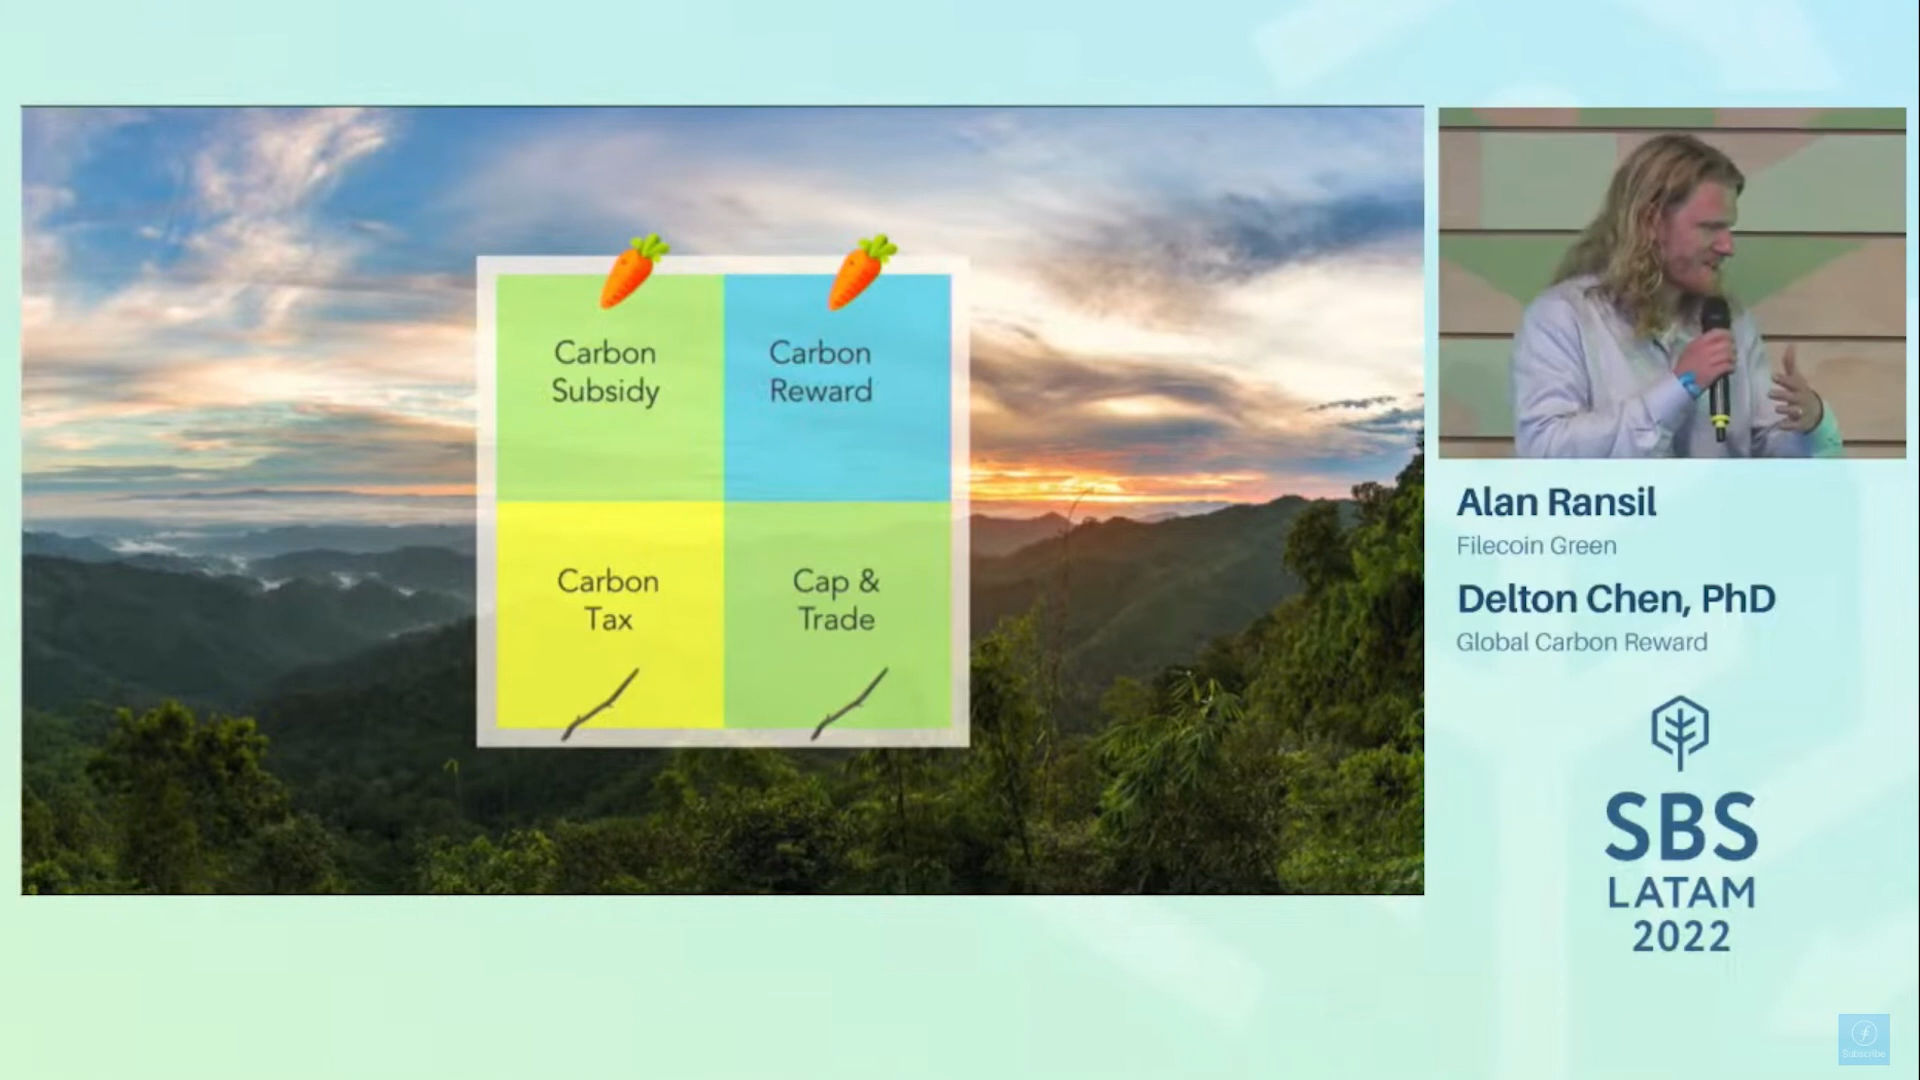 Carbon
Subsidy
Carbon
Reward
Carbon
Tax
Cap &
Trade
Alan Ransil
Filecoin Green
Delton Chen, PhD
Global Carbon Reward
SBS
LATAM
2022
Subscribe